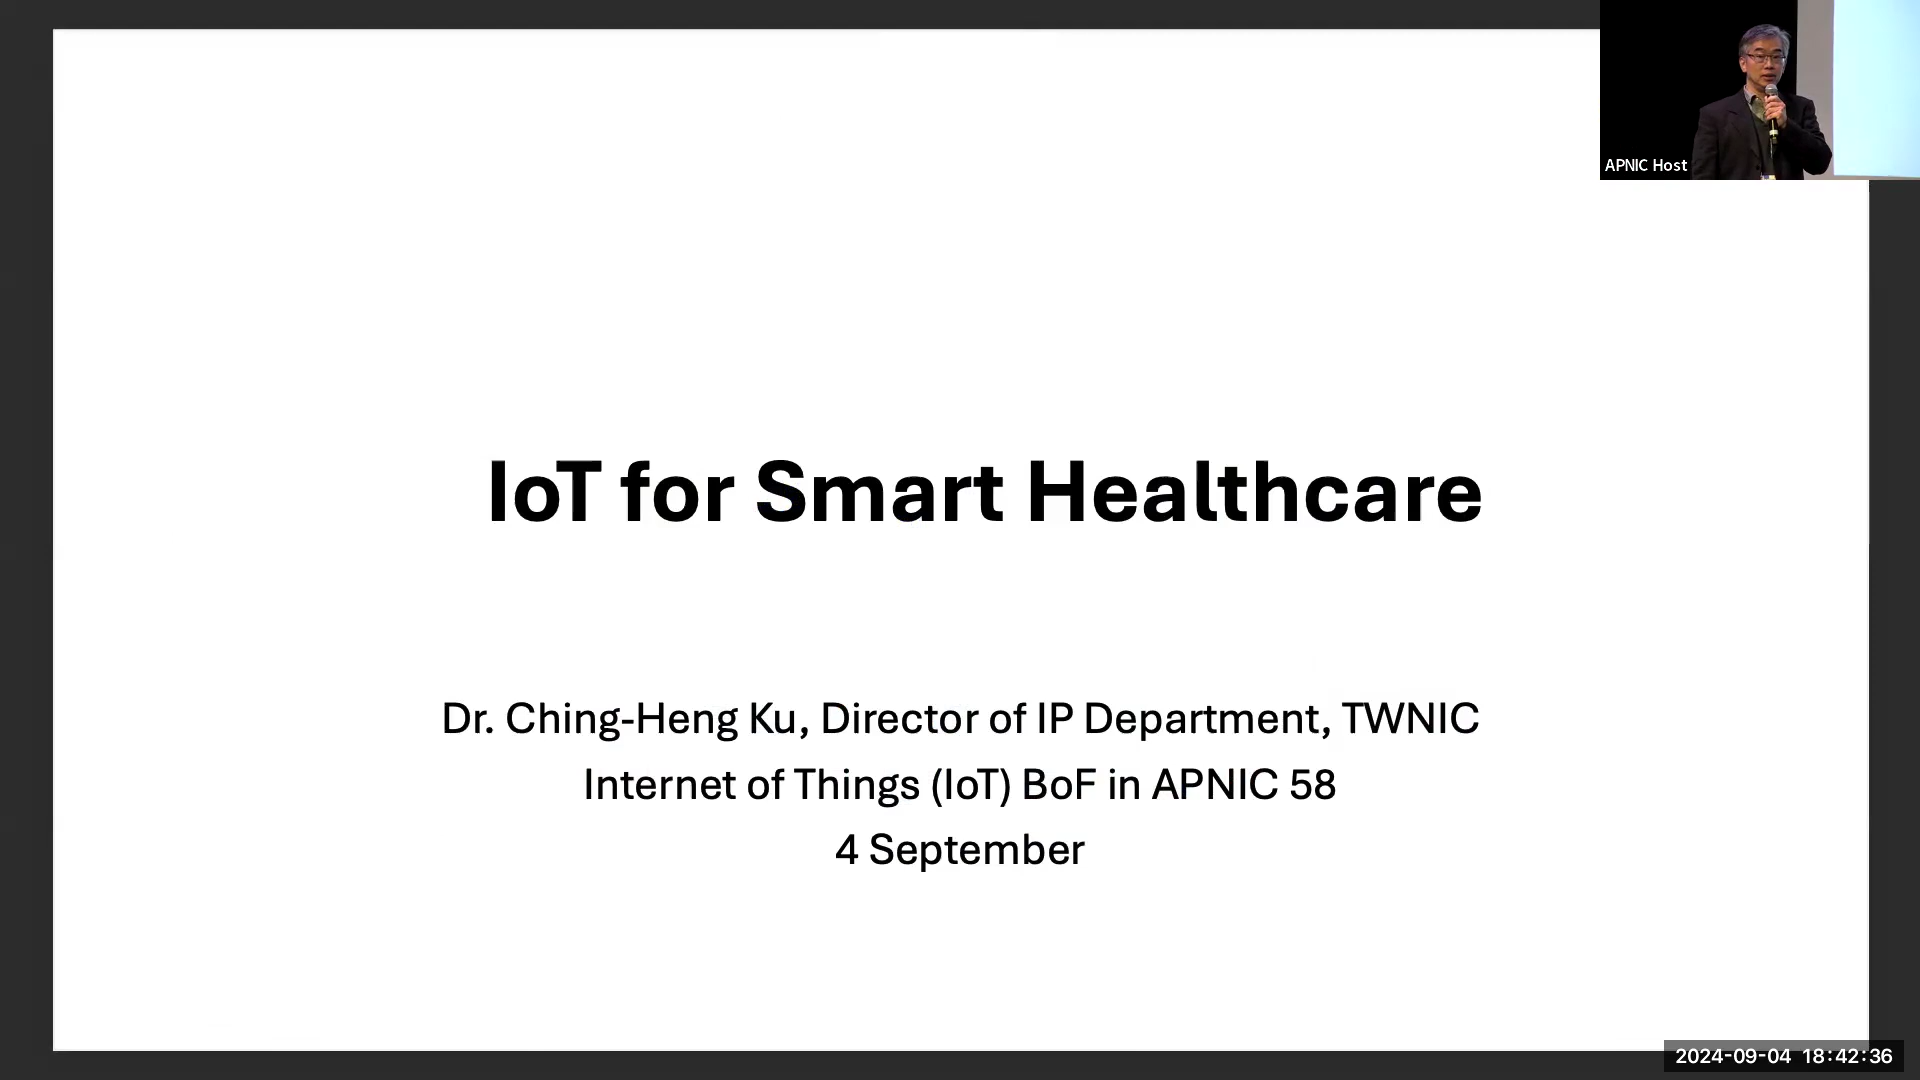 APNIC Host
IoT for Smart Healthcare
Dr. Ching-Heng Ku, Director of IP Department, TWNIC
Internet of Things (IoT) BoF in APNIC 58
4 September
2024-09-04 18:42:36